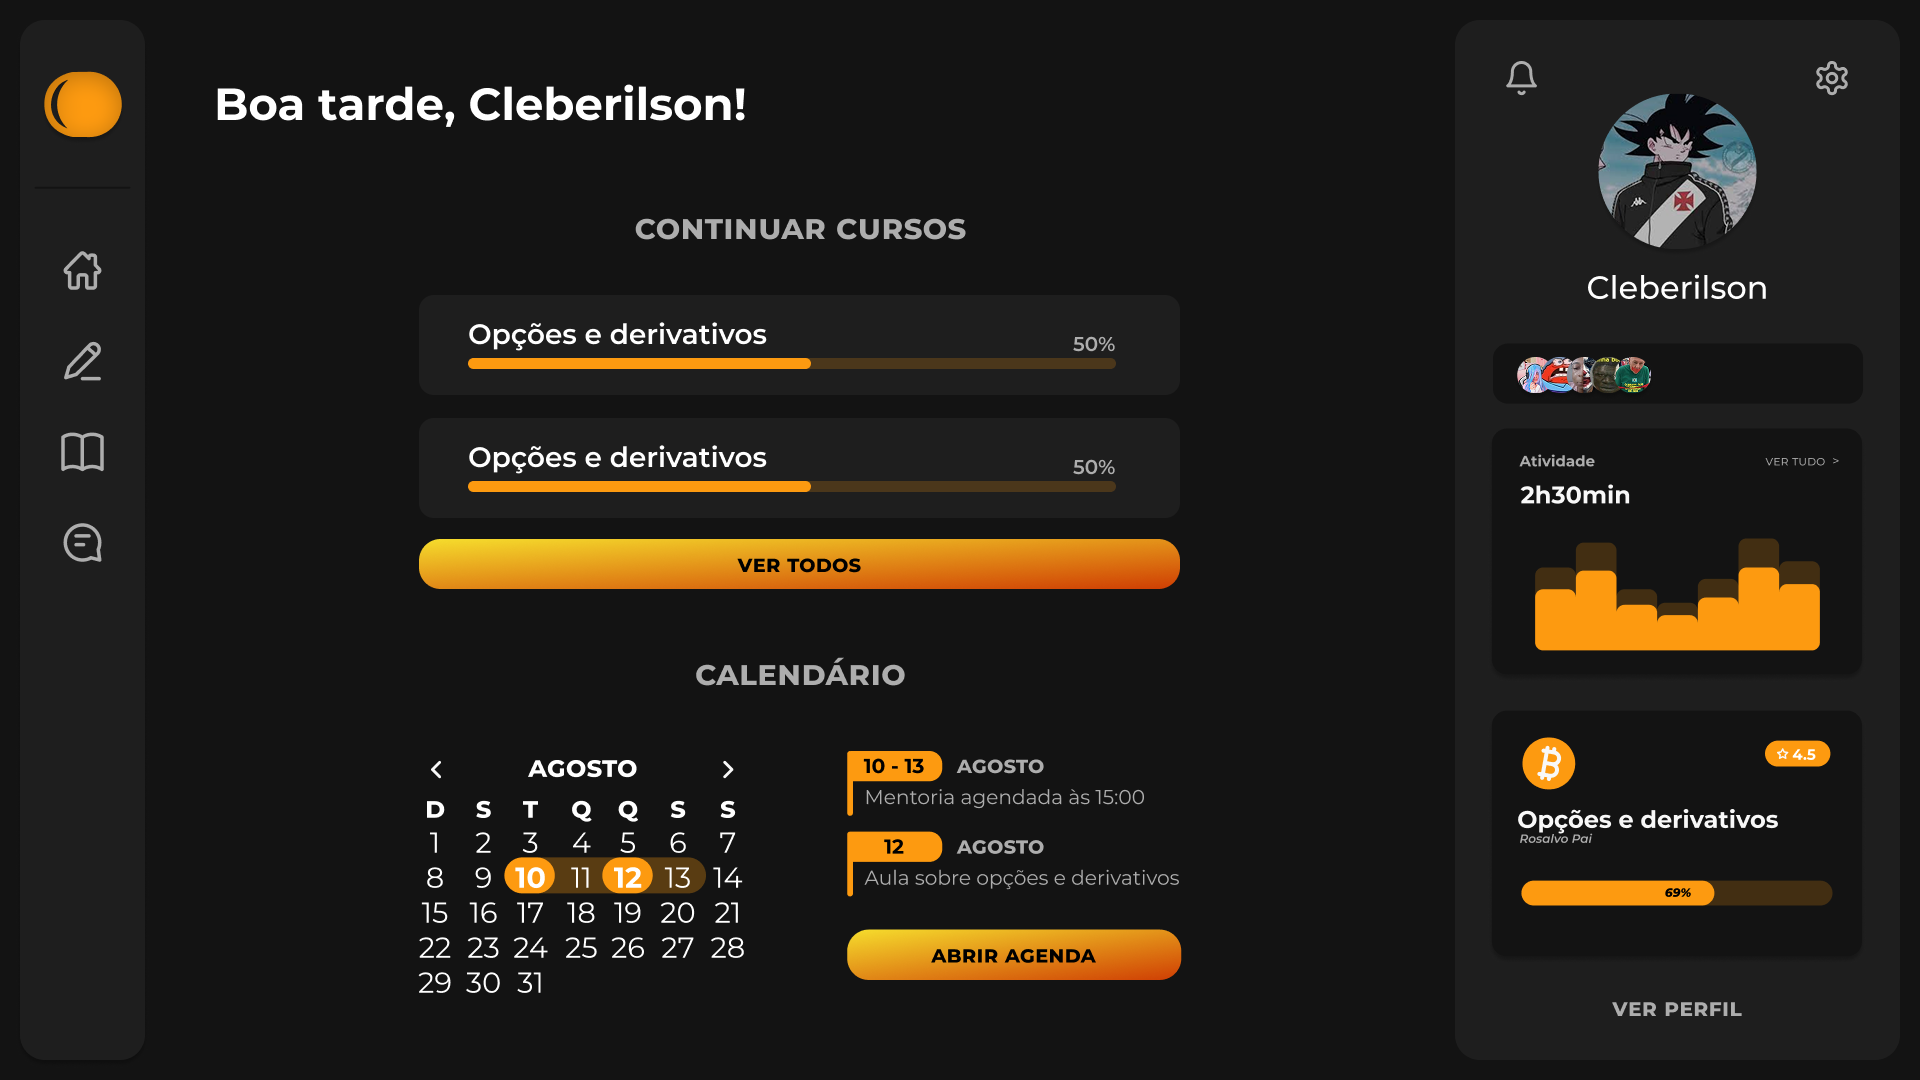 Boa tarde, Cleberilson!
CONTINUAR CURSOS
Opções e derivativos
50%
Opções e derivativos
50%
VER TODOS
CALENDÁRIO
< AGOSTO >
D S T Q Q S S
1 2 3 4 5 6 7
8 9 10 11 12 13 14
15 16 17 18 19 20 21
22 23 24 25 26 27 28
29 30 31
10 - 13 AGOSTO
Mentoria agendada às 15:00
12 AGOSTO
Aula sobre opções e derivativos
ABRIR AGENDA
Cleberilson
Atividade VER TUDO >
2h30min
4.5
Opções e derivativos
Rosalvo Pai
69%
VER PERFIL